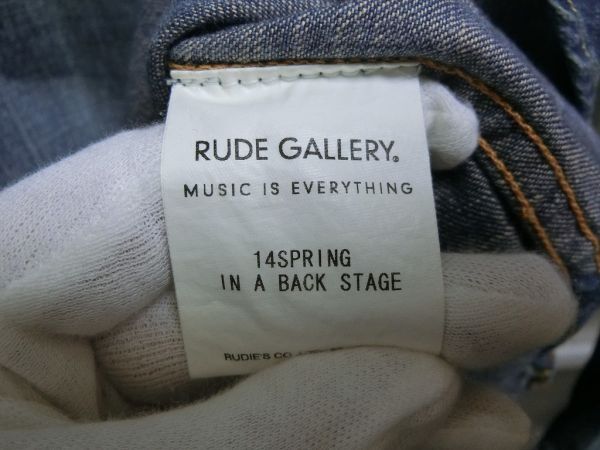 RUDE GALLERY®
MUSIC IS EVERYTHING
14SPRING
IN A BACK STAGE
RUDIE'S CO.,